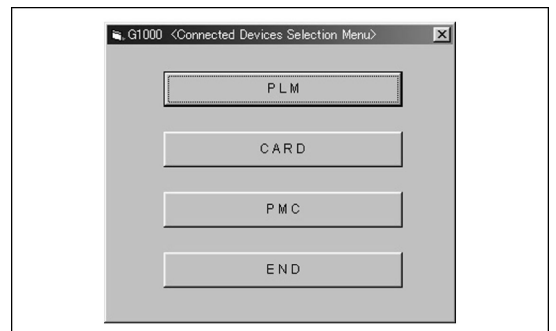 G1000 <Connected Devices Selection Menu>
PLM
CARD
PMC
END